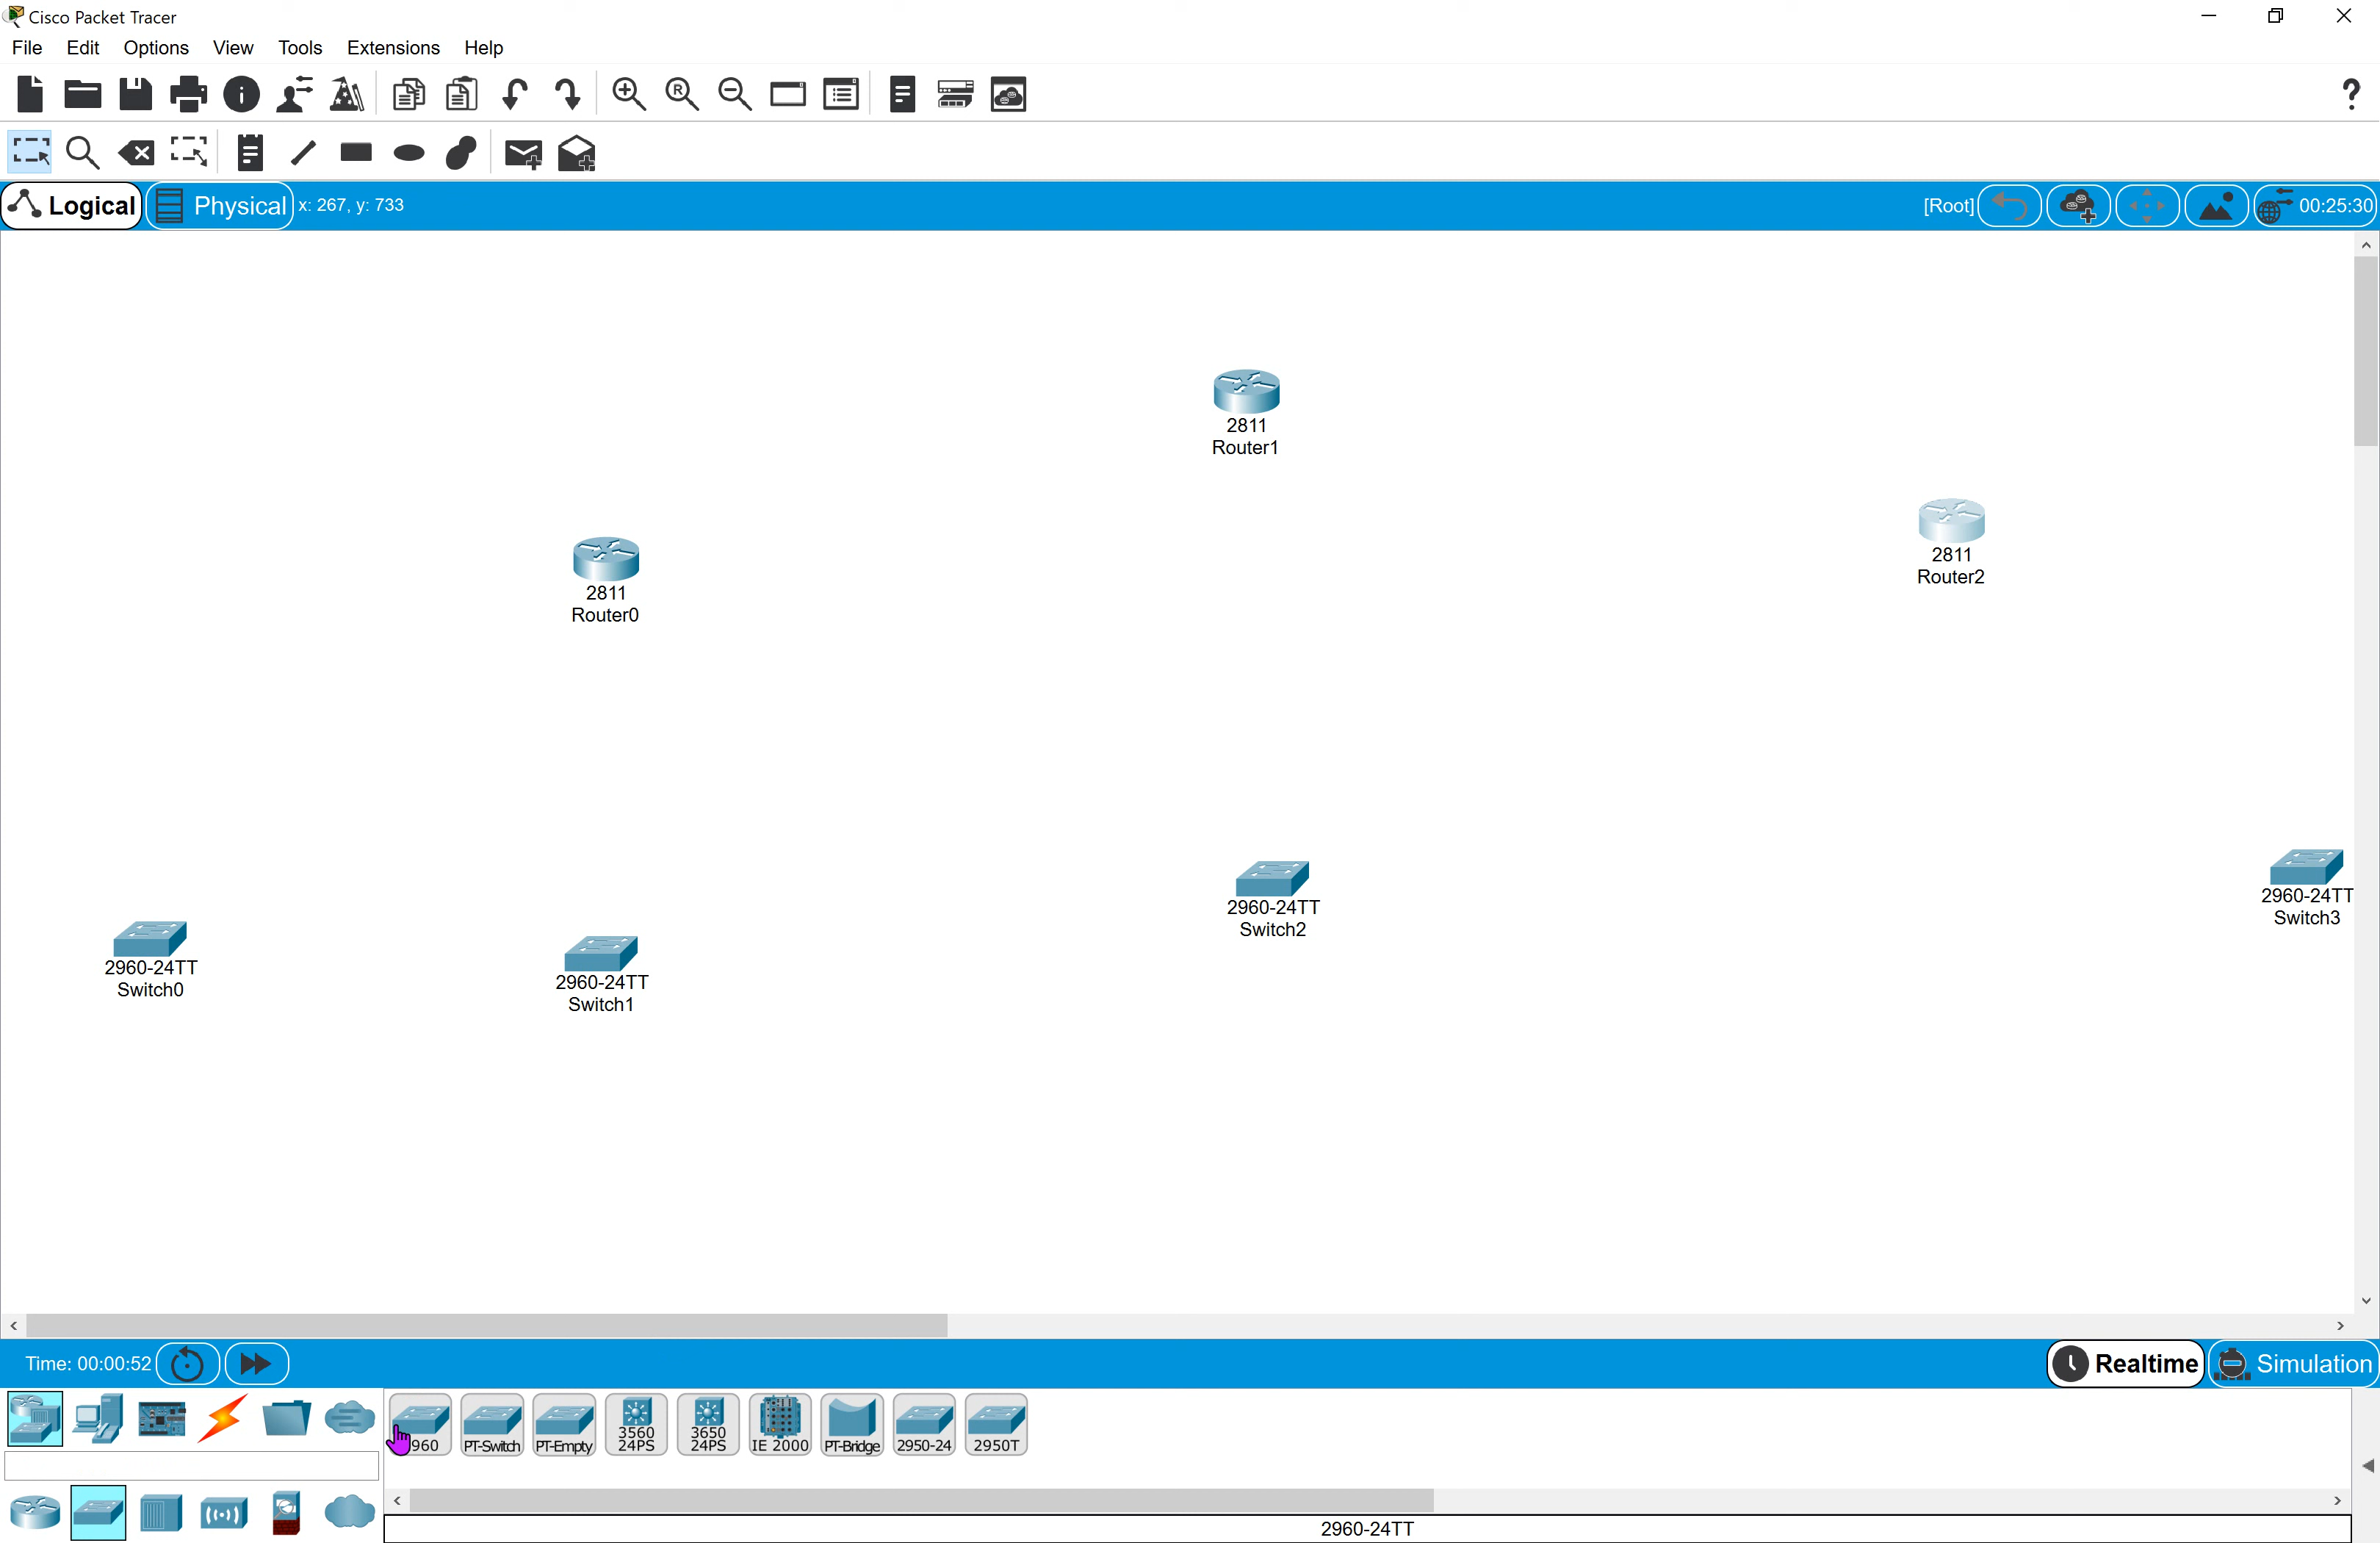 Cisco Packet Tracer
File Edit Options View Tools Extensions Help
Logical Physical x: 267, y: 733 [Root] 00:25:30
2811
Router1
2811
Router2
2811
Router0
2960-24TT
Switch3
2960-24TT
Switch2
2960-24TT
Switch0
2960-24TT
Switch1
Time: 00:00:52 Realtime Simulation
960 PT-Switch PT-Empty 3560 24PS 3650 24PS IE 2000 PT-Bridge 2950-24 2950T
2960-24TT